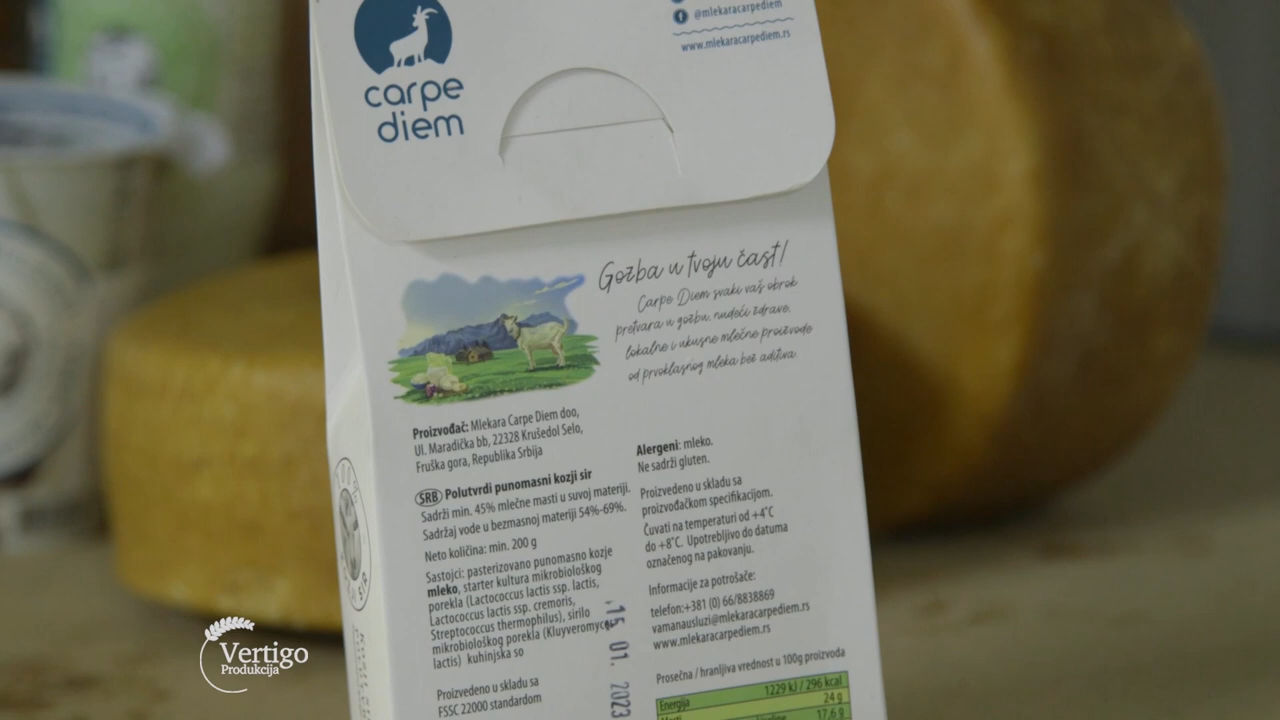 @mlekaracarpediem
www.mlekaracarpediem.rs
carpe
diem
Gozba u tvoju čast!
Carpe Diem svaki vaš obrok
pretvara u gozbu, nudeći zdrave,
lokalne i ukusne mlečne proizvode
od prvoklasnog mleka bez aditiva.
Proizvođač: Mlekara Carpe Diem doo,
Ul. Maradička bb, 22328 Krušedol Selo,
Fruška gora, Republika Srbija
SRB Polutvrdi punomasni kozji sir
Sadrži min. 45% mlečne masti u suvoj materiji.
Sadržaj vode u bezmasnoj materiji 54%-69%.
Neto količina: min. 200 g
Sastojci: pasterizovano punomasno kozje
mleko, starter kultura mikrobiološkog
porekla (Lactococcus lactis ssp. lactis,
Lactococcus lactis ssp. cremoris,
Streptococcus thermophilus), sirilo
mikrobiološkog porekla (Kluyveromyces
lactis) kuhinjska so
Proizvedeno u skladu sa
FSSC 22000 standardom
15. 01. 2023
Alergeni: mleko.
Ne sadrži gluten.
Proizvedeno u skladu sa
proizvođačkom specifikacijom.
Čuvati na temperaturi od +4°C
do +8°C. Upotrebljivo do datuma
označenog na pakovanju.
Informacije za potrošače:
telefon:+381 (0) 66/8838869
vamanausluzi@mlekaracarpediem.rs
www.mlekaracarpediem.rs
Prosečna / hranljiva vrednost u 100g proizvoda
Energija 1229 kJ / 296 kcal
24 g
17,6 g
100%
SRB
Vertigo
Produkcija